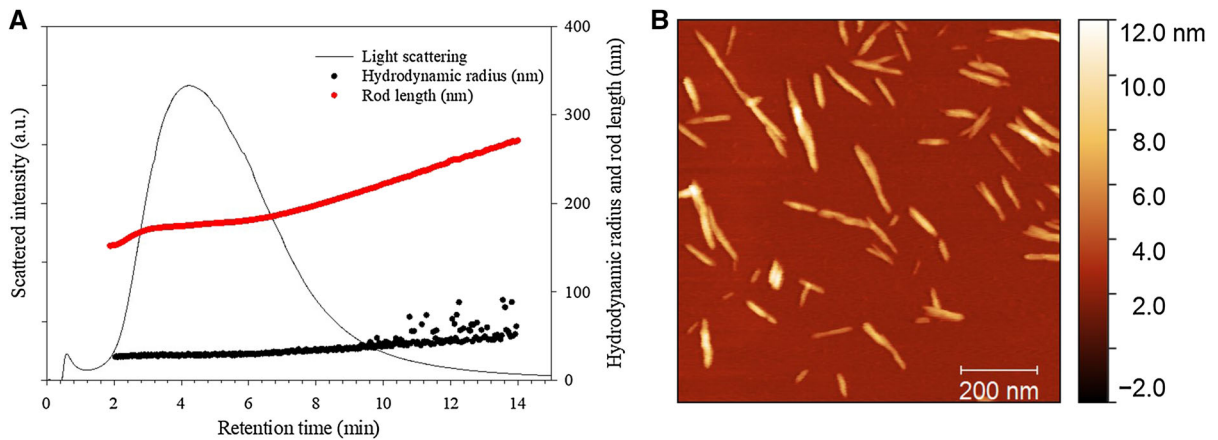 A
Light scattering
Hydrodynamic radius (nm)
Rod length (nm)
Scattered intensity (a.u.)
0 2 4 6 8 10 12 14
Retention time (min)
400
300
200
100
0
Hydrodynamic radius and rod length (nm)
B
200 nm
12.0 nm
10.0
8.0
6.0
4.0
2.0
−2.0